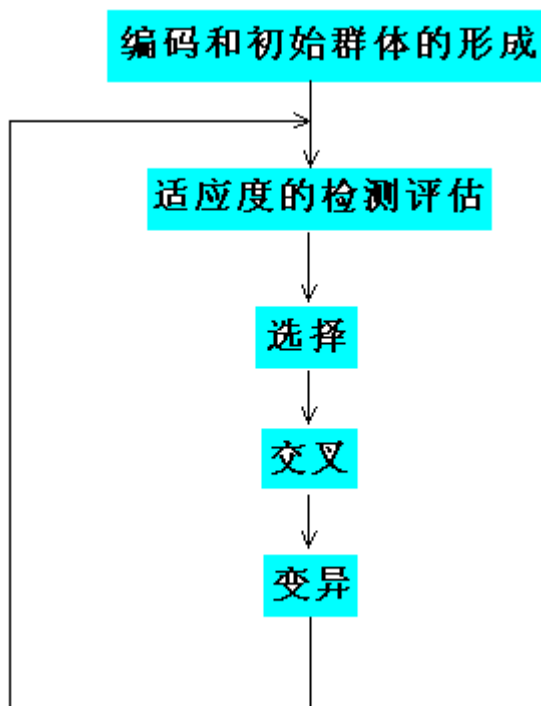 编码和初始群体的形成
适应度的检测评估
选择
交叉
变异